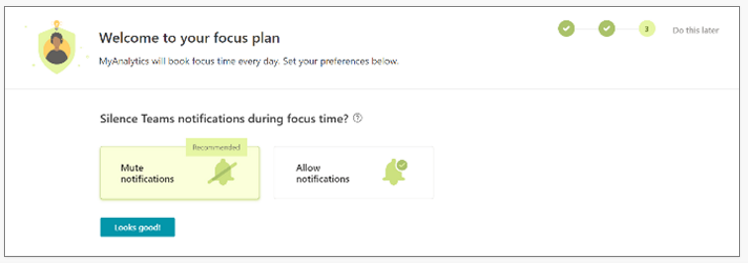 Welcome to your focus plan
3
Do this later
MyAnalytics will book focus time every day. Set your preferences below.
Silence Teams notifications during focus time? ?
Recommended
Mute
notifications
Allow
notifications
Looks good!